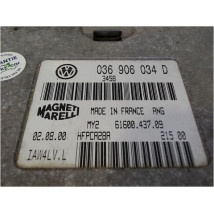 036 906 034 D
3458
MAGNETI MARELLI
MADE IN FRANCE ANG
MY2 61600.437.09
02.08.00 HFPCA28A 215 00
IAW4LV.L